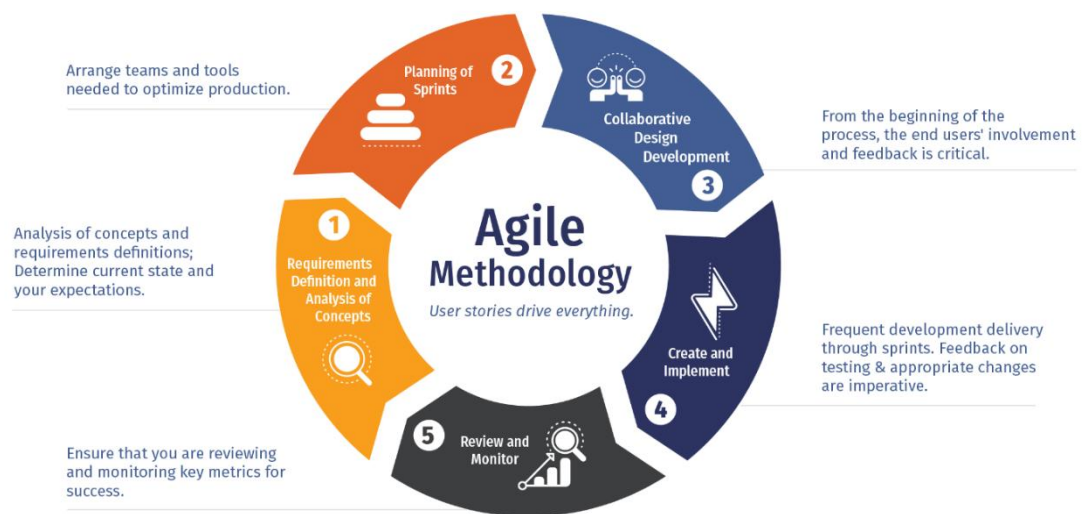 Agile
Methodology
User stories drive everything.
1
Requirements
Definition and
Analysis of
Concepts
Analysis of concepts and
requirements definitions;
Determine current state and
your expectations.
2
Planning of
Sprints
Arrange teams and tools
needed to optimize production.
Collaborative
Design
Development
3
From the beginning of the
process, the end users' involvement
and feedback is critical.
Create and
Implement
4
Frequent development delivery
through sprints. Feedback on
testing & appropriate changes
are imperative.
5
Review and
Monitor
Ensure that you are reviewing
and monitoring key metrics for
success.